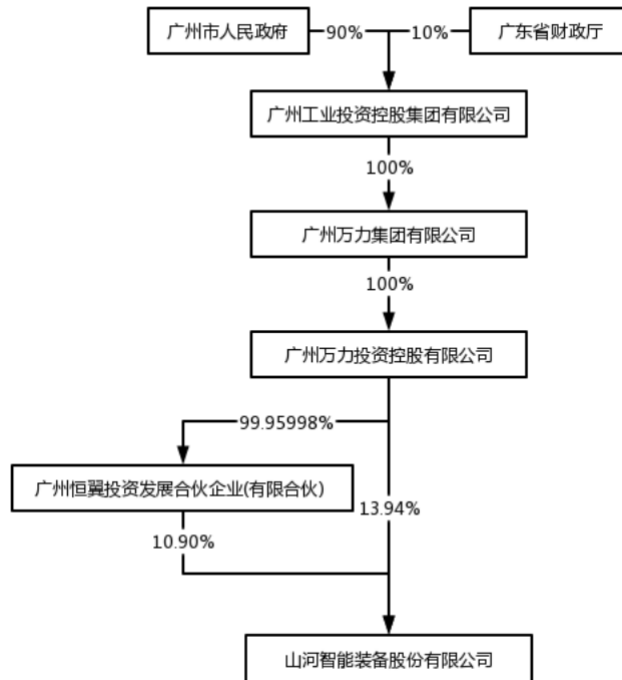 广州市人民政府
90%
10%
广东省财政厅
广州工业投资控股集团有限公司
100%
广州万力集团有限公司
100%
广州万力投资控股有限公司
99.95998%
广州恒翼投资发展合伙企业(有限合伙)
13.94%
10.90%
山河智能装备股份有限公司